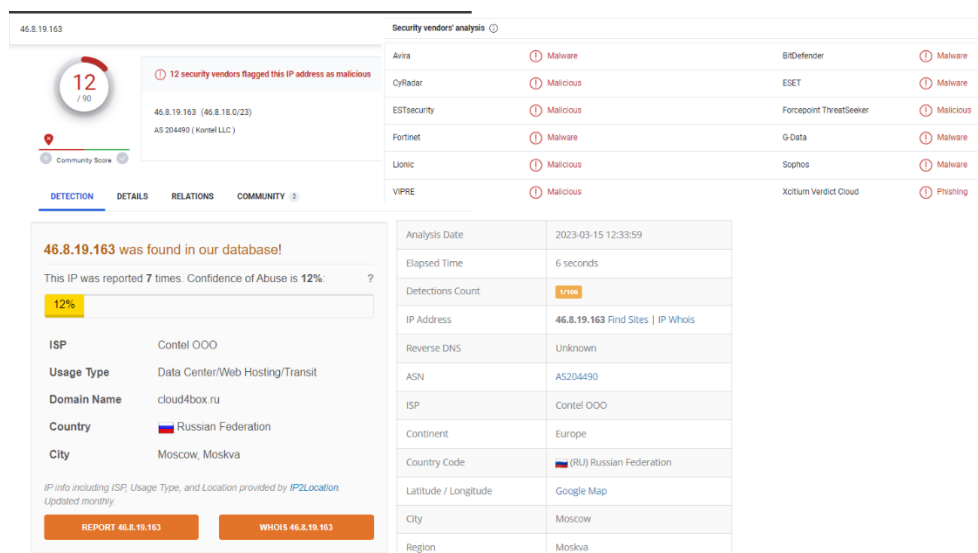 46.8.19.163
12
/ 90
Community Score
12 security vendors flagged this IP address as malicious
46.8.19.163 (46.8.18.0/23)
AS 204490 ( Kontel LLC )
DETECTION DETAILS RELATIONS COMMUNITY 3
Security vendors' analysis
Avira Malware BitDefender Malware
CyRadar Malicious ESET Malware
ESTsecurity Malicious Forcepoint ThreatSeeker Malicious
Fortinet Malware G-Data Malware
Lionic Malicious Sophos Malware
VIPRE Malicious Xcitium Verdict Cloud Phishing
46.8.19.163 was found in our database!
This IP was reported 7 times. Confidence of Abuse is 12%: ?
12%
ISP Contel OOO
Usage Type Data Center/Web Hosting/Transit
Domain Name cloud4box.ru
Country Russian Federation
City Moscow, Moskva
IP info including ISP, Usage Type, and Location provided by IP2Location.
Updated monthly.
REPORT 46.8.19.163 WHOIS 46.8.19.163
Analysis Date 2023-03-15 12:33:59
Elapsed Time 6 seconds
Detections Count 1/106
IP Address 46.8.19.163 Find Sites | IP Whois
Reverse DNS Unknown
ASN AS204490
ISP Contel OOO
Continent Europe
Country Code (RU) Russian Federation
Latitude / Longitude Google Map
City Moscow
Region Moskva